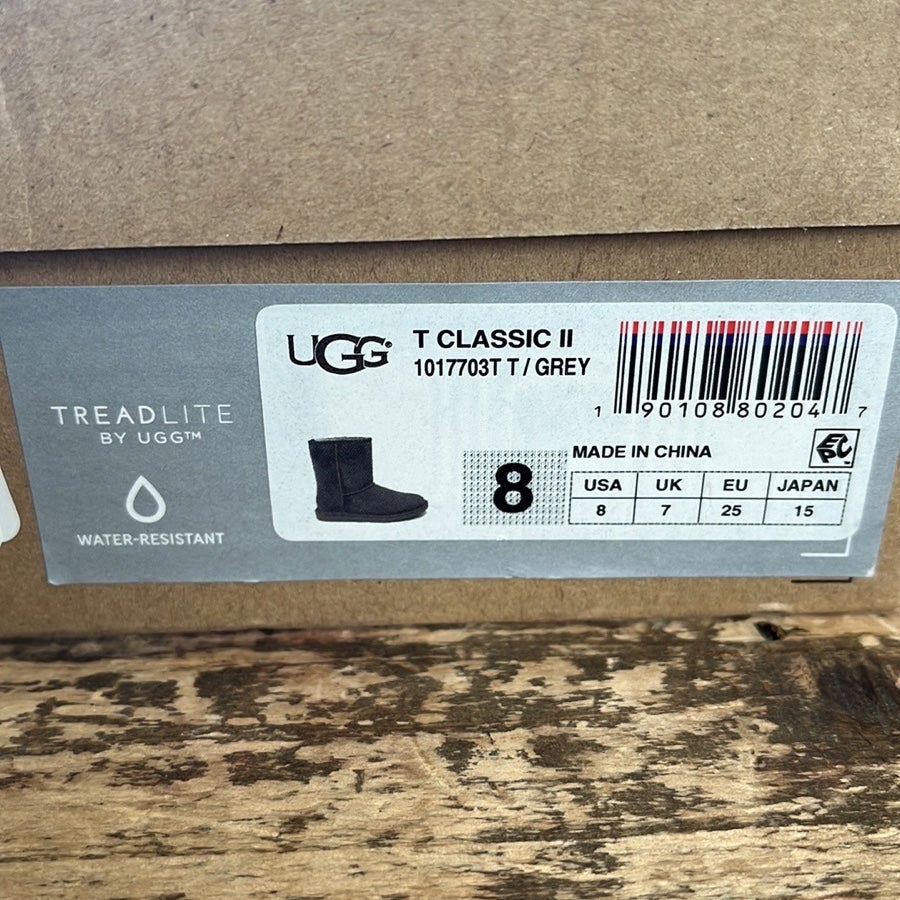 TREADLITE
BY UGG™
WATER-RESISTANT
UGG®
T CLASSIC II
1017703T T / GREY
1 90108 80204 7
MADE IN CHINA
EPC™
8
USA UK EU JAPAN
8 7 25 15